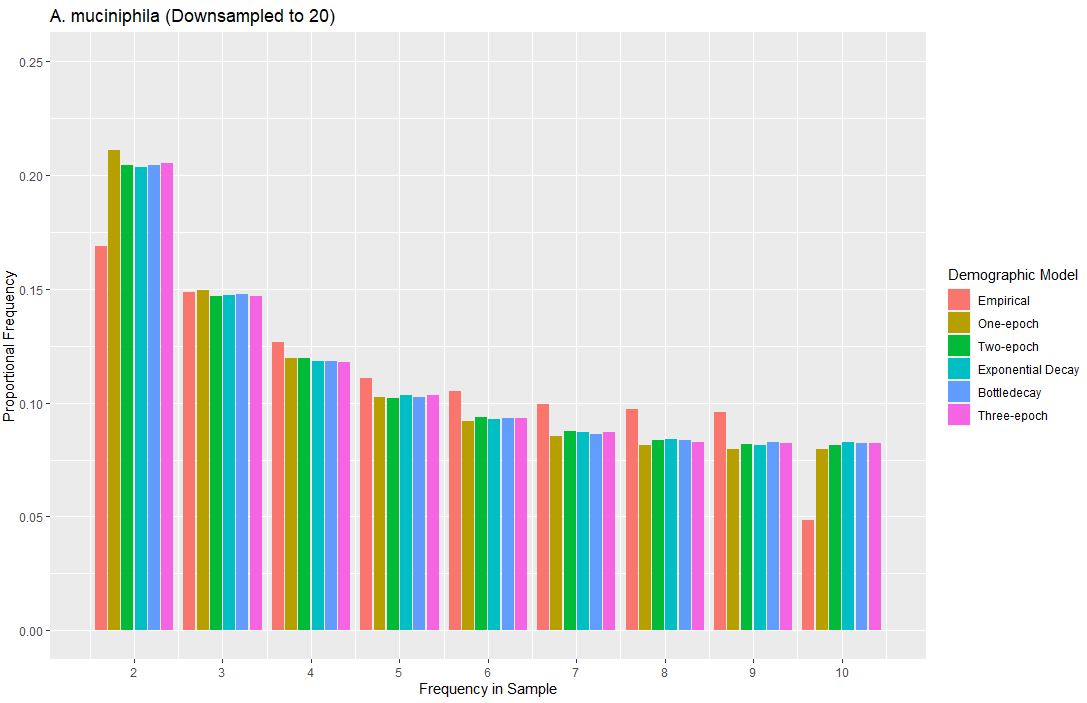 A. muciniphila (Downsampled to 20)
Proportional Frequency
0.25
0.20
0.15
0.10
0.05
0.00
2 3 4 5 6 7 8 9 10
Frequency in Sample
Demographic Model
Empirical
One-epoch
Two-epoch
Exponential Decay
Bottledecay
Three-epoch